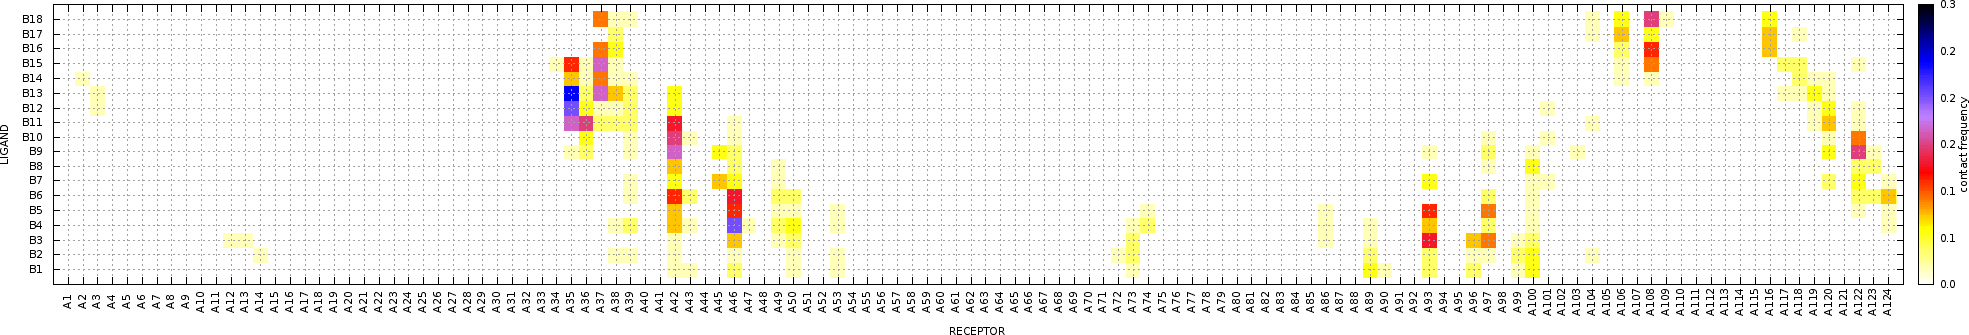 B18
B17
B16
B15
B14
B13
B12
B11
B10
B9
B8
B7
B6
B5
B4
B3
B2
B1
LIGAND
A1 A2 A3 A4 A5 A6 A7 A8 A9 A10 A11 A12 A13 A14 A15 A16 A17 A18 A19 A20 A21 A22 A23 A24 A25 A26 A27 A28 A29 A30 A31 A32 A33 A34 A35 A36 A37 A38 A39 A40 A41 A42 A43 A44 A45 A46 A47 A48 A49 A50 A51 A52 A53 A54 A55 A56 A57 A58 A59 A60 A61 A62 A63 A64 A65 A66 A67 A68 A69 A70 A71 A72 A73 A74 A75 A76 A77 A78 A79 A80 A81 A82 A83 A84 A85 A86 A87 A88 A89 A90 A91 A92 A93 A94 A95 A96 A97 A98 A99 A100 A101 A102 A103 A104 A105 A106 A107 A108 A109 A110 A111 A112 A113 A114 A115 A116 A117 A118 A119 A120 A121 A122 A123 A124
RECEPTOR
0.3
0.2
0.2
0.2
0.1
0.1
0.0
contact frequency